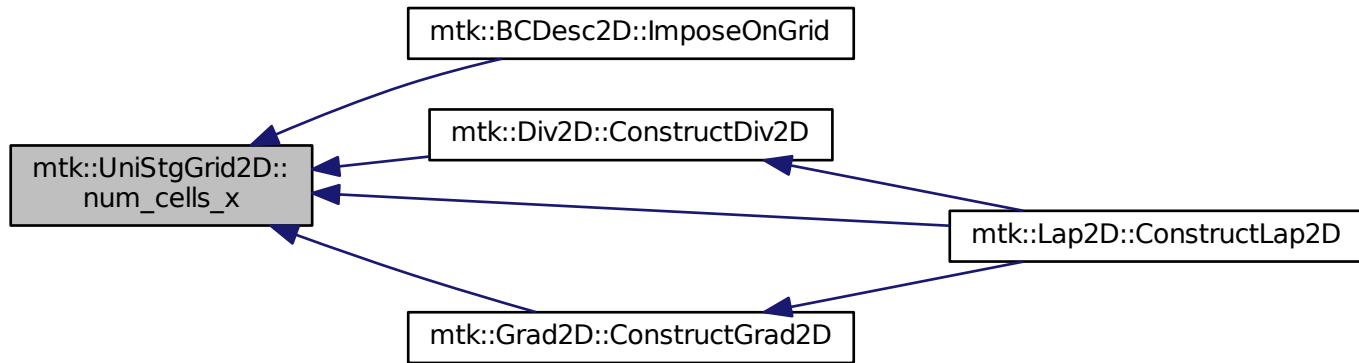 mtk::BCDesc2D::ImposeOnGrid
mtk::Div2D::ConstructDiv2D
mtk::UniStgGrid2D::
num_cells_x
mtk::Lap2D::ConstructLap2D
mtk::Grad2D::ConstructGrad2D